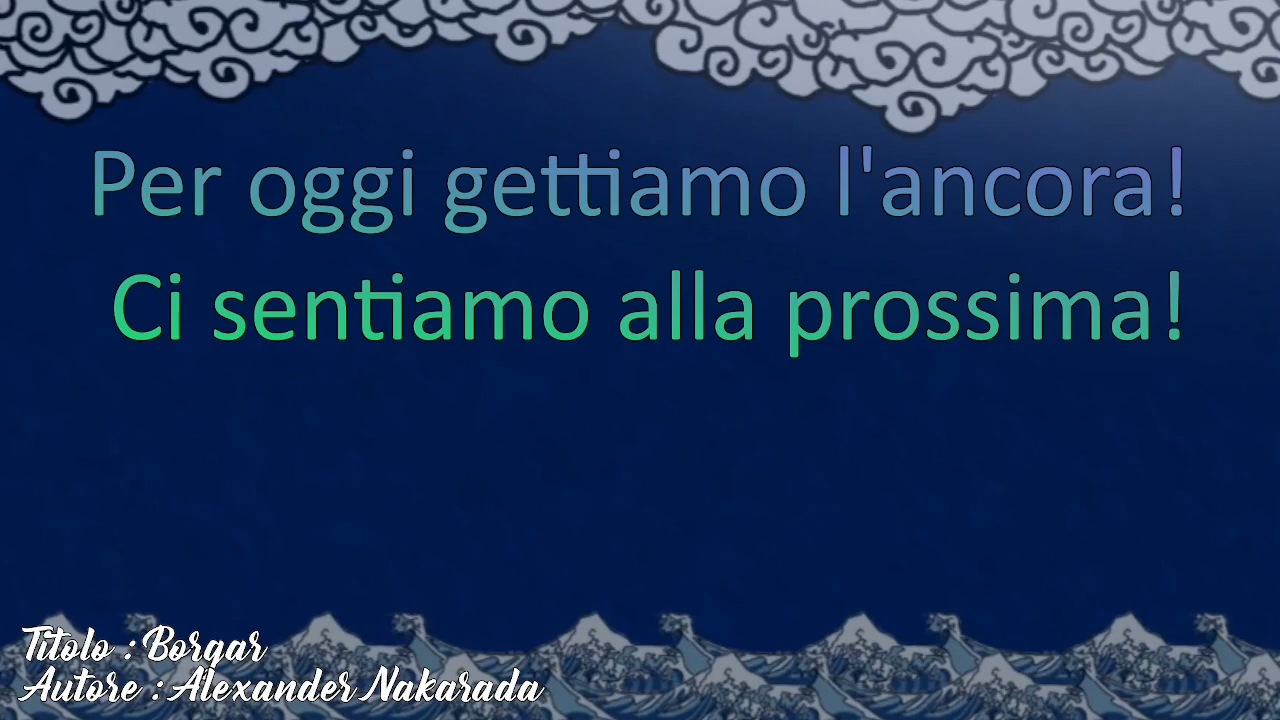 Per oggi gettiamo l'ancora!
Ci sentiamo alla prossima!
Titolo : Borgar
Autore : Alexander Nakarada